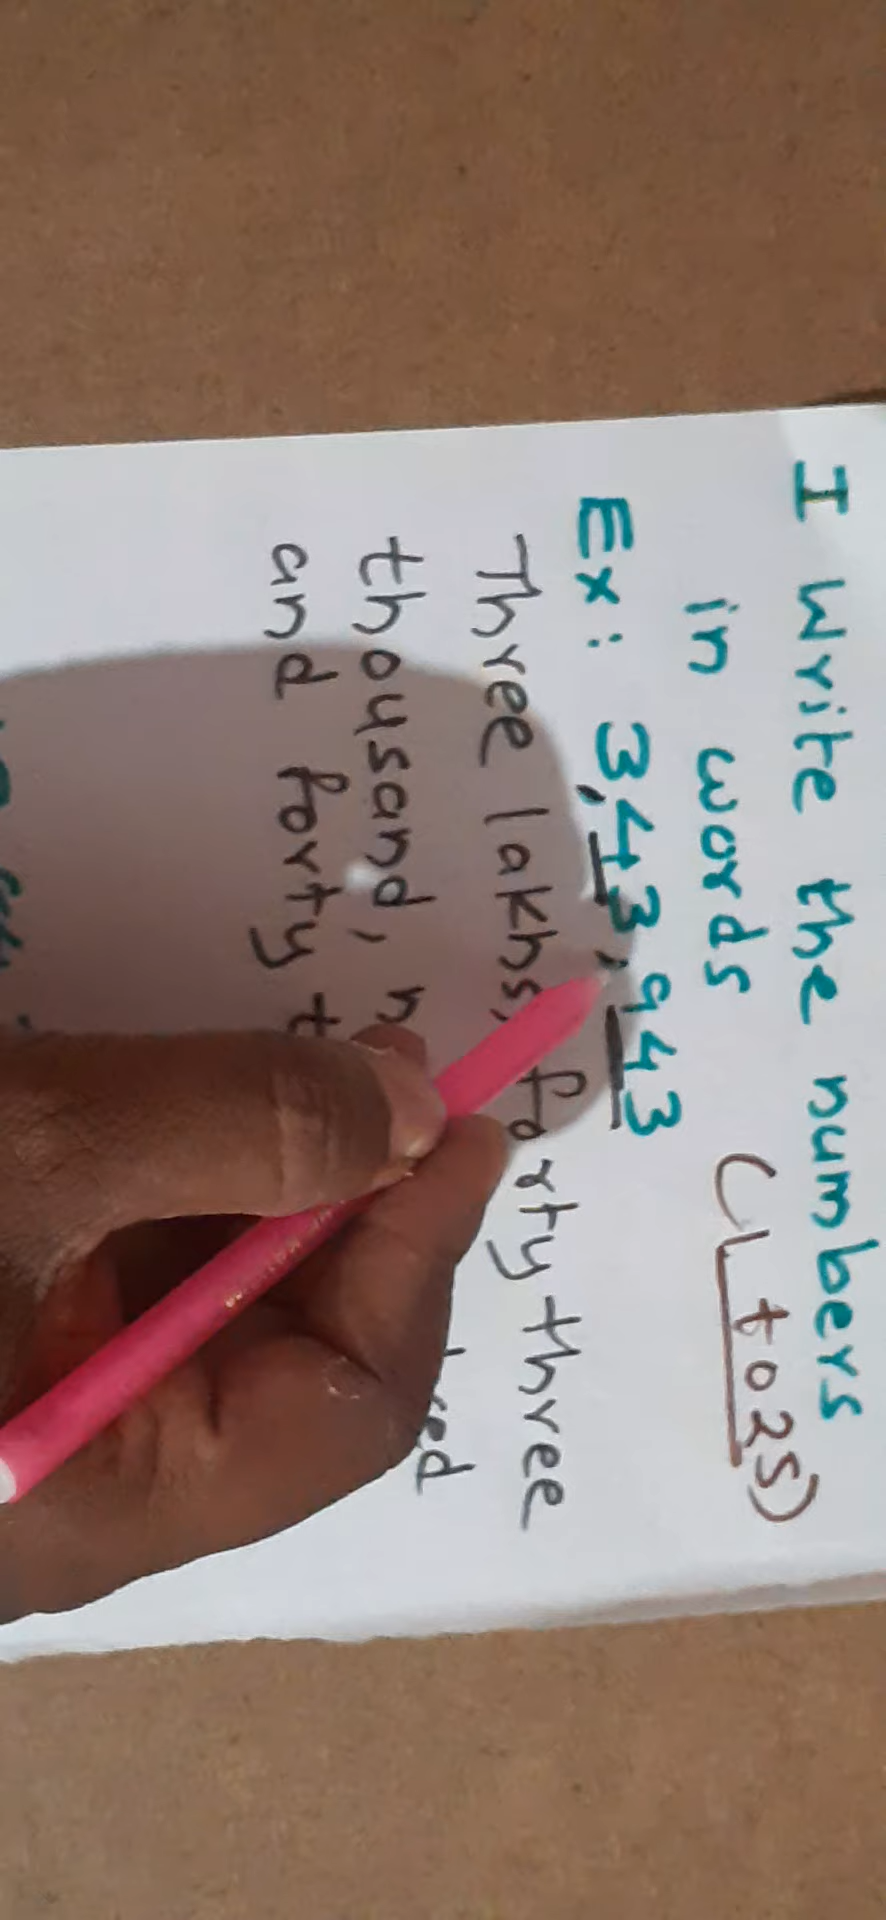 I Write the numbers
in words (1 to 25)
Ex: 3,43,943
Three lakhs, forty three
thousand,
and forty